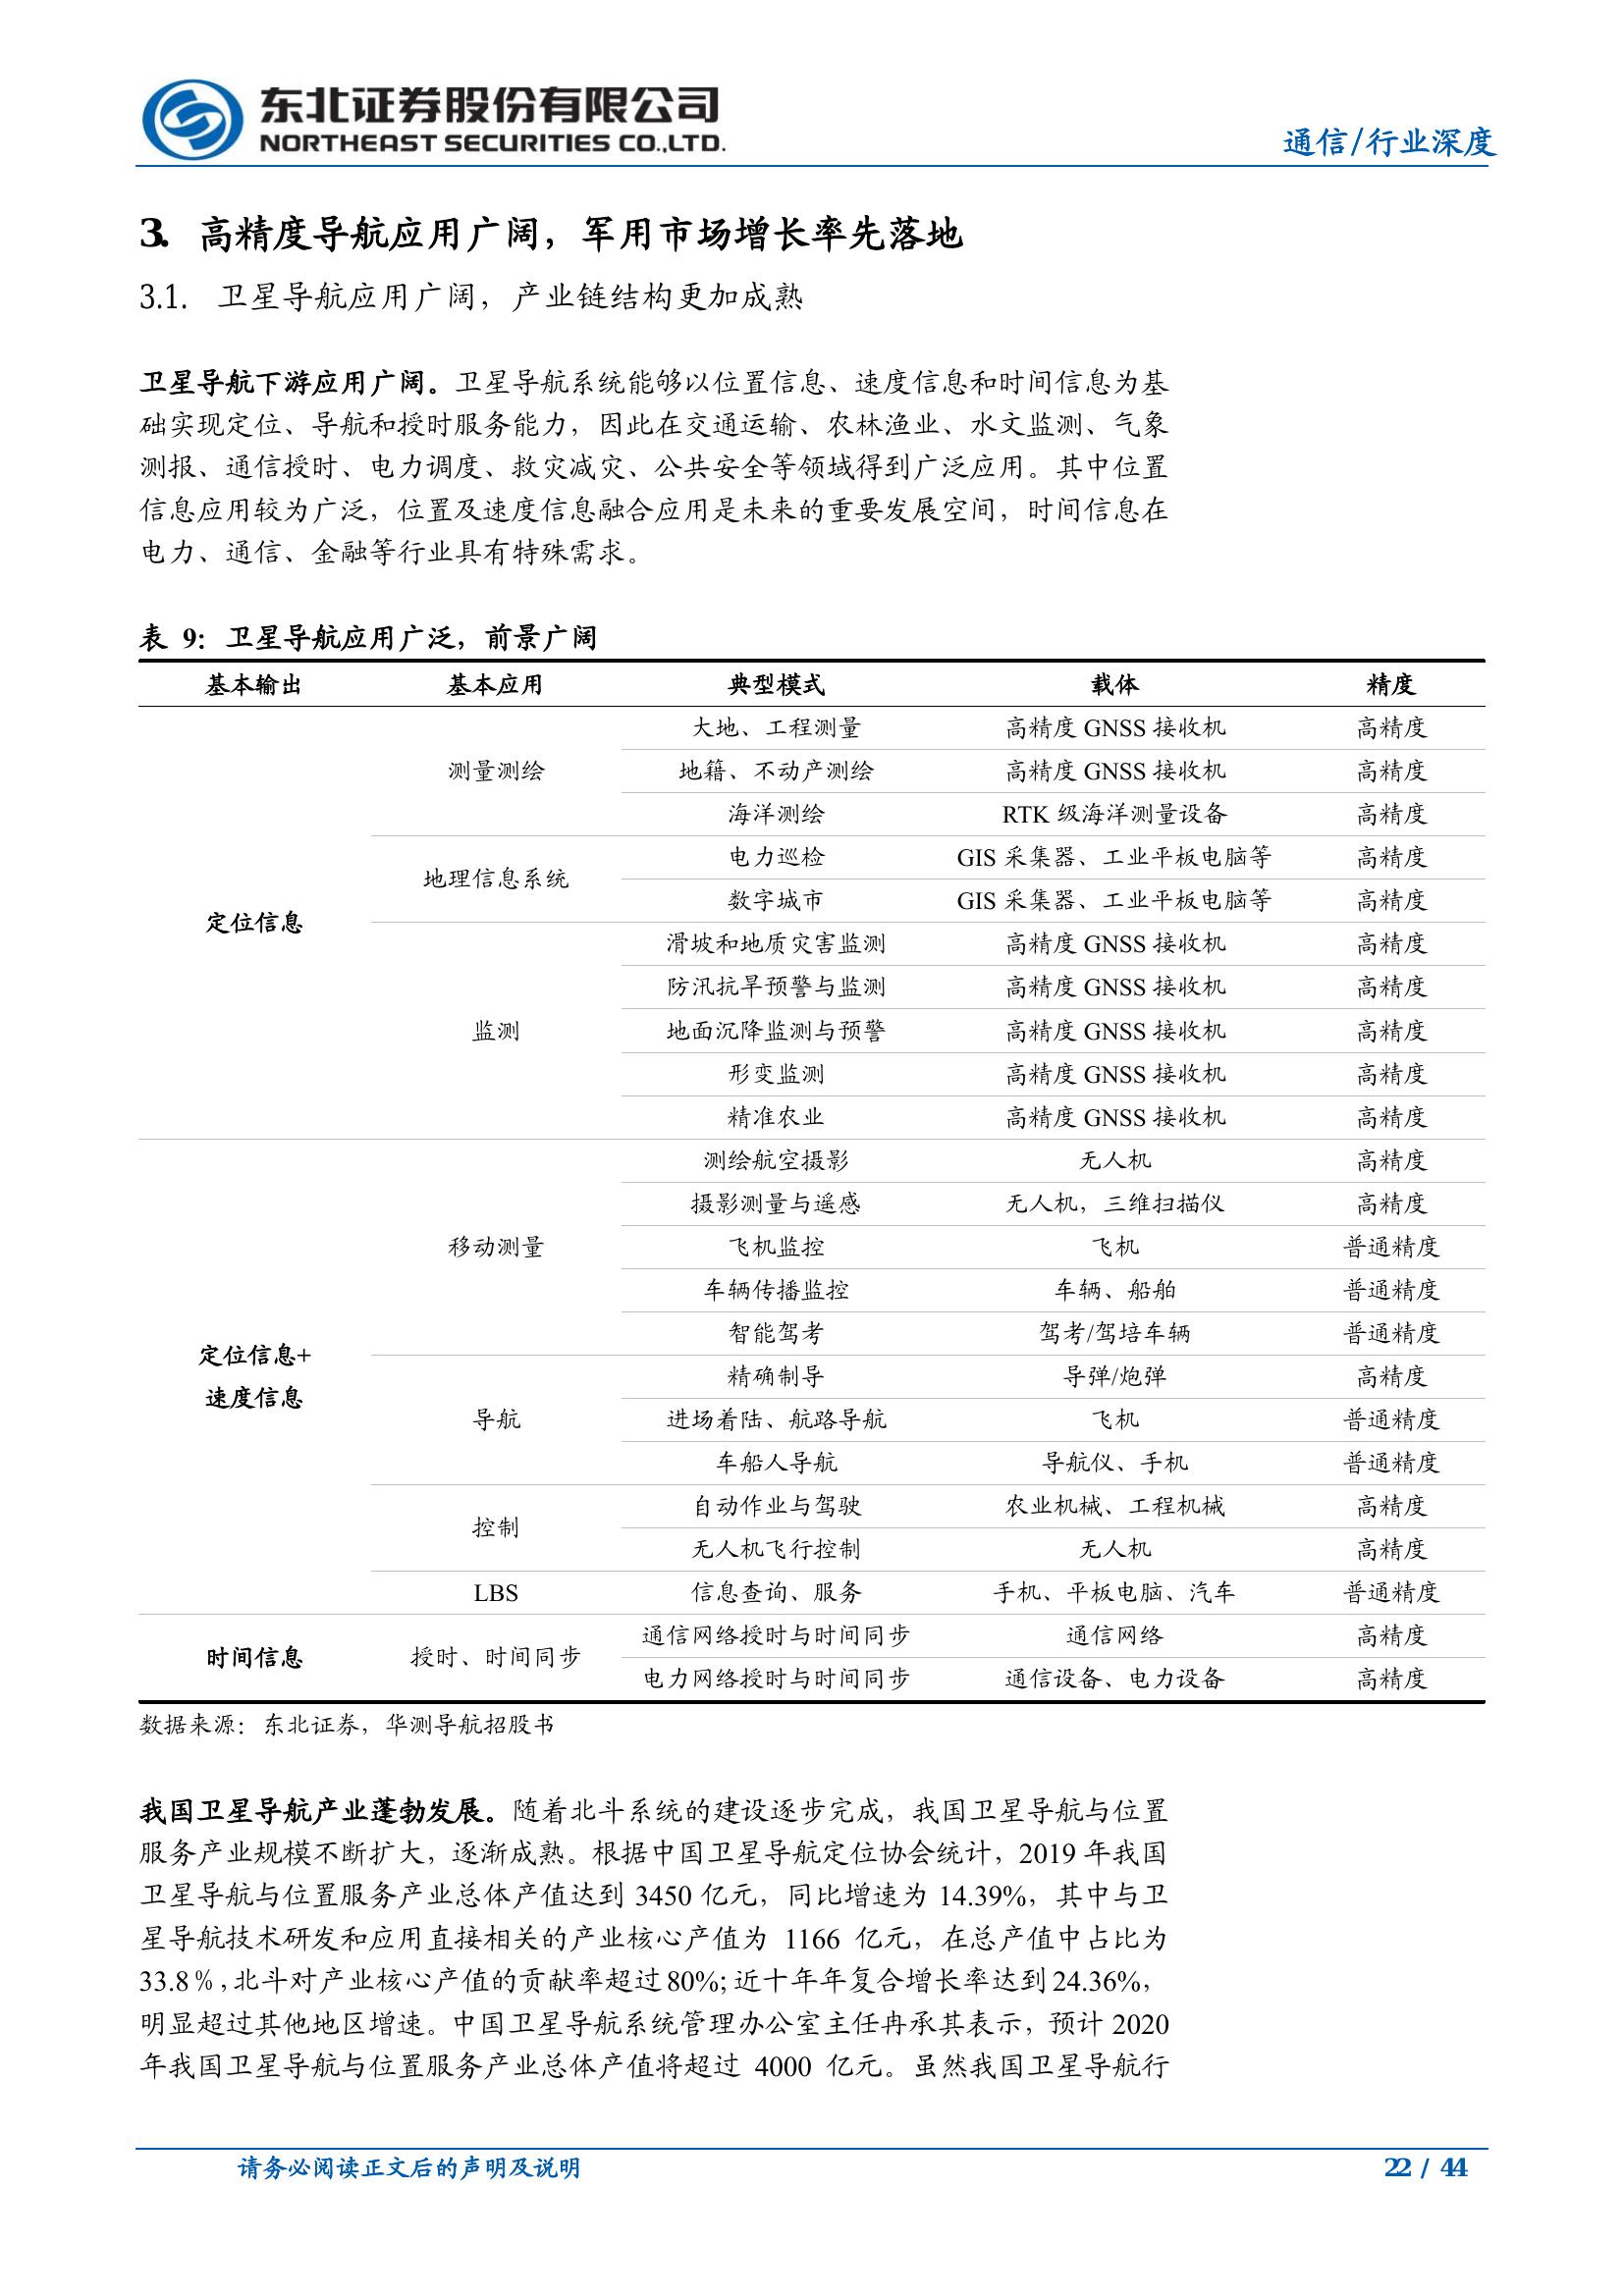 东北证券股份有限公司
NORTHEAST SECURITIES CO.,LTD.
通信/行业深度
3. 高精度导航应用广阔，军用市场增长率先落地
3.1. 卫星导航应用广阔，产业链结构更加成熟
卫星导航下游应用广阔。卫星导航系统能够以位置信息、速度信息和时间信息为基
础实现定位、导航和授时服务能力，因此在交通运输、农林渔业、水文监测、气象
测报、通信授时、电力调度、救灾减灾、公共安全等领域得到广泛应用。其中位置
信息应用较为广泛，位置及速度信息融合应用是未来的重要发展空间，时间信息在
电力、通信、金融等行业具有特殊需求。
表 9：卫星导航应用广泛，前景广阔
基本输出 基本应用 典型模式 载体 精度
定位信息 测量测绘 大地、工程测量 高精度 GNSS 接收机 高精度
地籍、不动产测绘 高精度 GNSS 接收机 高精度
海洋测绘 RTK 级海洋测量设备 高精度
地理信息系统 电力巡检 GIS 采集器、工业平板电脑等 高精度
数字城市 GIS 采集器、工业平板电脑等 高精度
监测 滑坡和地质灾害监测 高精度 GNSS 接收机 高精度
防汛抗旱预警与监测 高精度 GNSS 接收机 高精度
地面沉降监测与预警 高精度 GNSS 接收机 高精度
形变监测 高精度 GNSS 接收机 高精度
精准农业 高精度 GNSS 接收机 高精度
定位信息+
速度信息 移动测量 测绘航空摄影 无人机 高精度
摄影测量与遥感 无人机，三维扫描仪 高精度
飞机监控 飞机 普通精度
车辆传播监控 车辆、船舶 普通精度
智能驾考 驾考/驾培车辆 普通精度
导航 精确制导 导弹/炮弹 高精度
进场着陆、航路导航 飞机 普通精度
车船人导航 导航仪、手机 普通精度
控制 自动作业与驾驶 农业机械、工程机械 高精度
无人机飞行控制 无人机 高精度
LBS 信息查询、服务 手机、平板电脑、汽车 普通精度
时间信息 授时、时间同步 通信网络授时与时间同步 通信网络 高精度
电力网络授时与时间同步 通信设备、电力设备 高精度
数据来源：东北证券，华测导航招股书
我国卫星导航产业蓬勃发展。随着北斗系统的建设逐步完成，我国卫星导航与位置
服务产业规模不断扩大，逐渐成熟。根据中国卫星导航定位协会统计，2019 年我国
卫星导航与位置服务产业总体产值达到 3450 亿元，同比增速为 14.39%，其中与卫
星导航技术研发和应用直接相关的产业核心产值为 1166 亿元，在总产值中占比为
33.8％，北斗对产业核心产值的贡献率超过 80%；近十年年复合增长率达到 24.36%，
明显超过其他地区增速。中国卫星导航系统管理办公室主任冉承其表示，预计 2020
年我国卫星导航与位置服务产业总体产值将超过 4000 亿元。虽然我国卫星导航行
请务必阅读正文后的声明及说明
22 / 44